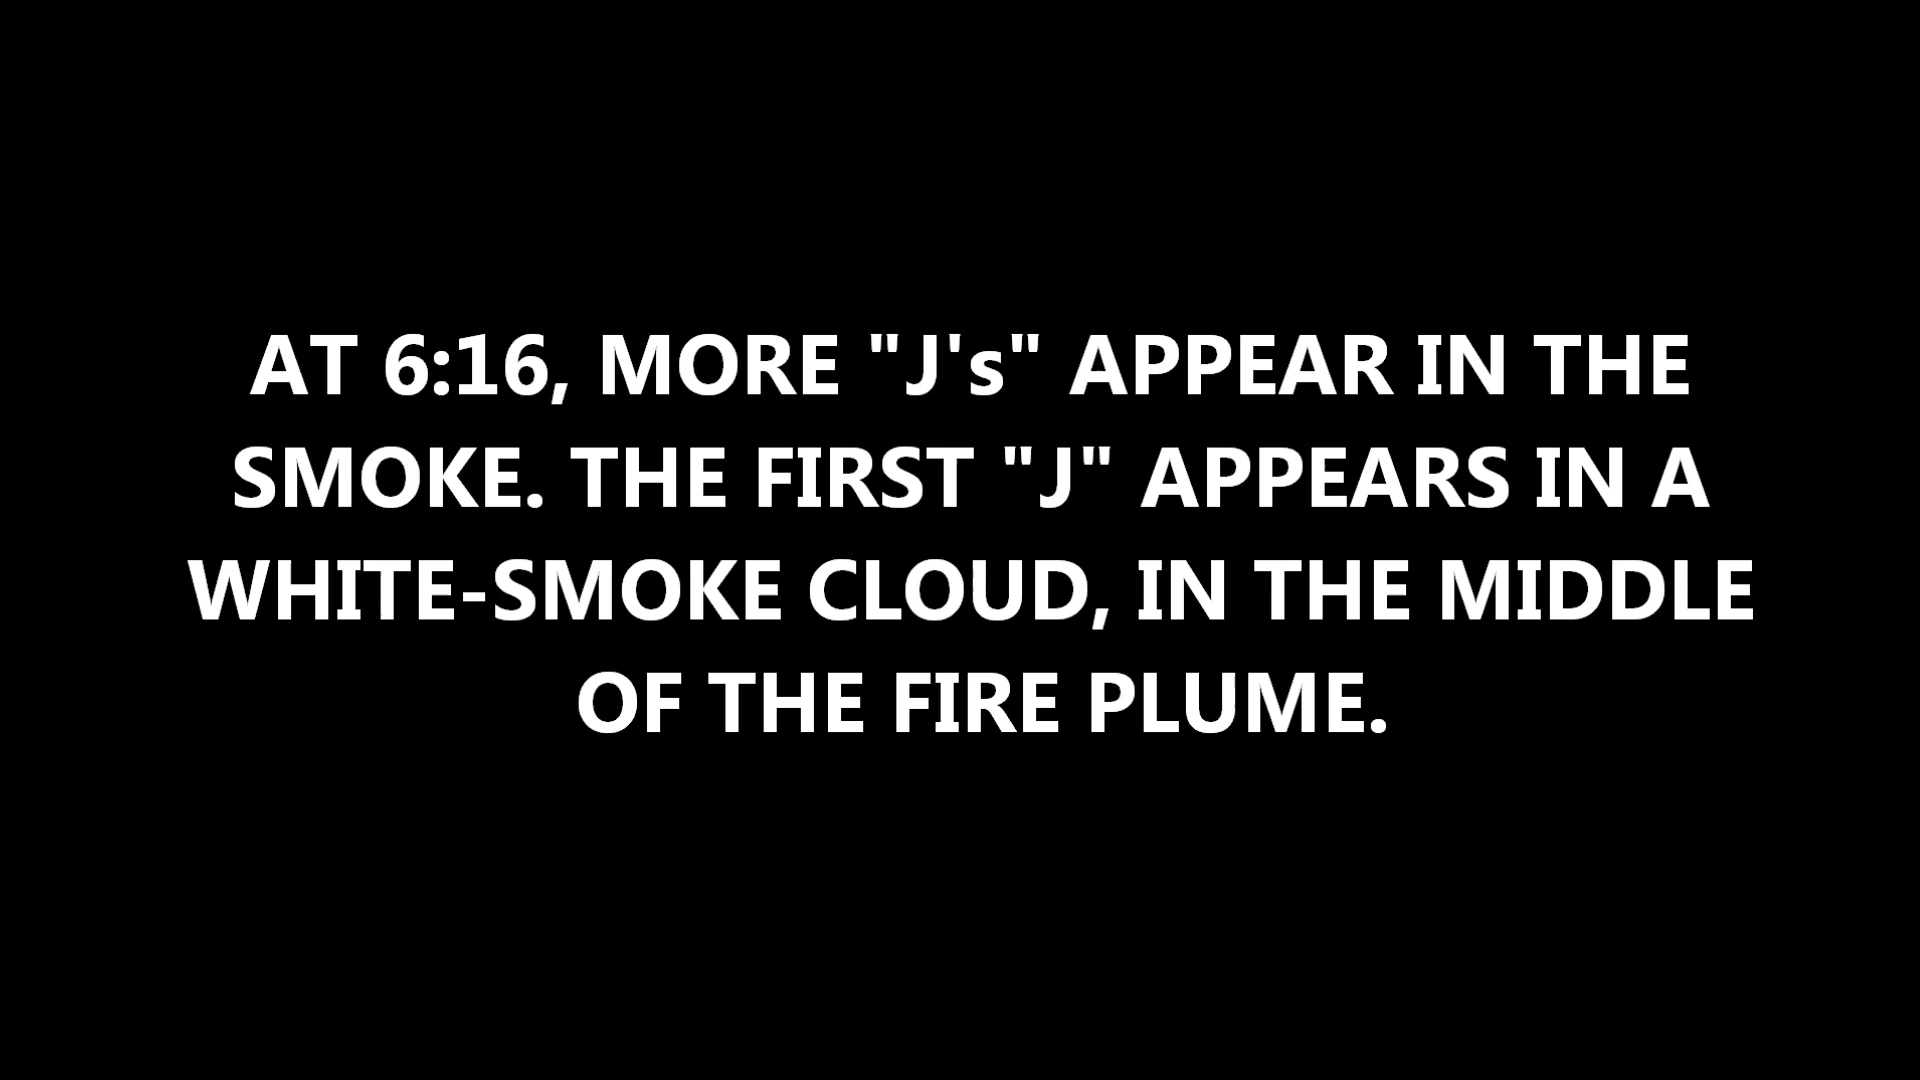 AT 6:16, MORE "J's" APPEAR IN THE
SMOKE. THE FIRST "J" APPEARS IN A
WHITE-SMOKE CLOUD, IN THE MIDDLE
OF THE FIRE PLUME.